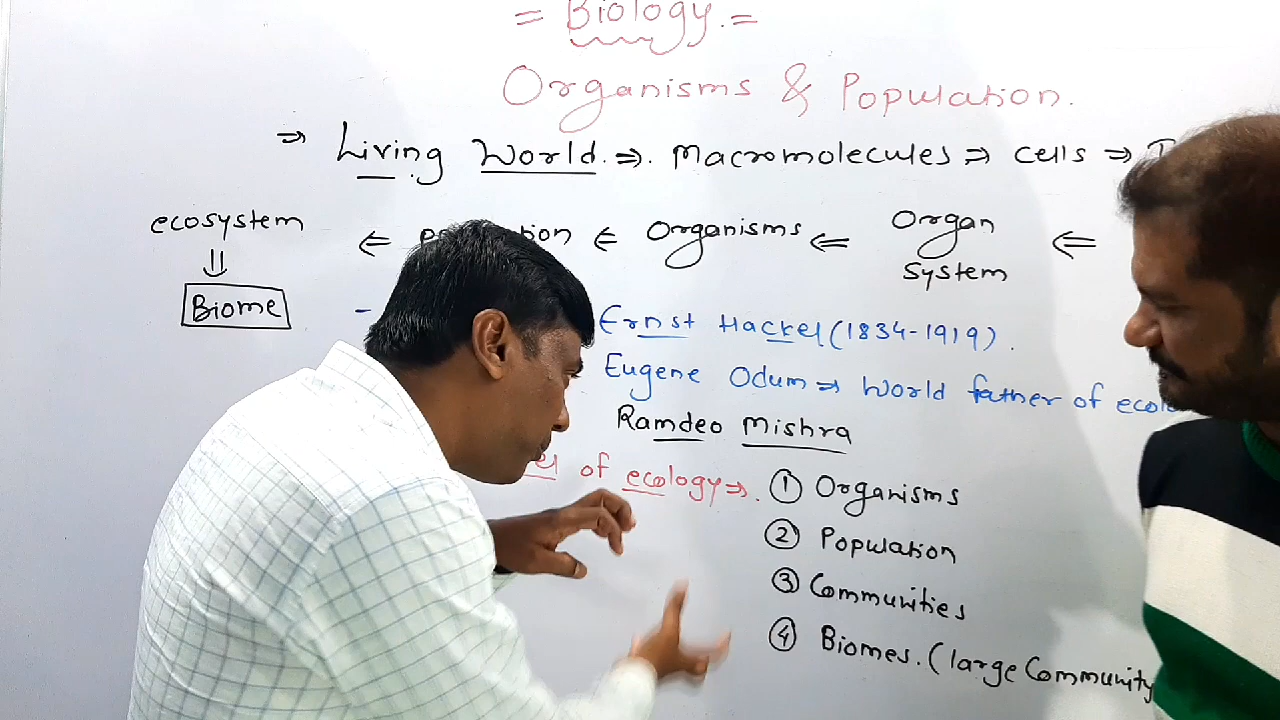 = Biology. =
Organisms & Population.
⇒ Living World. ⇒. Macromolecules ⇒ cells ⇒
ecosystem ⇐ ⇐ Organisms ⇐ Organ System ⇐
⇓
Biome
- Ernst Hackel (1834-1919).
Eugene Odum ⇒ World father of
Ramdeo Mishra
of ecology ⇒. ① Organisms
② Population
③ Communities
④ Biomes. (large Community